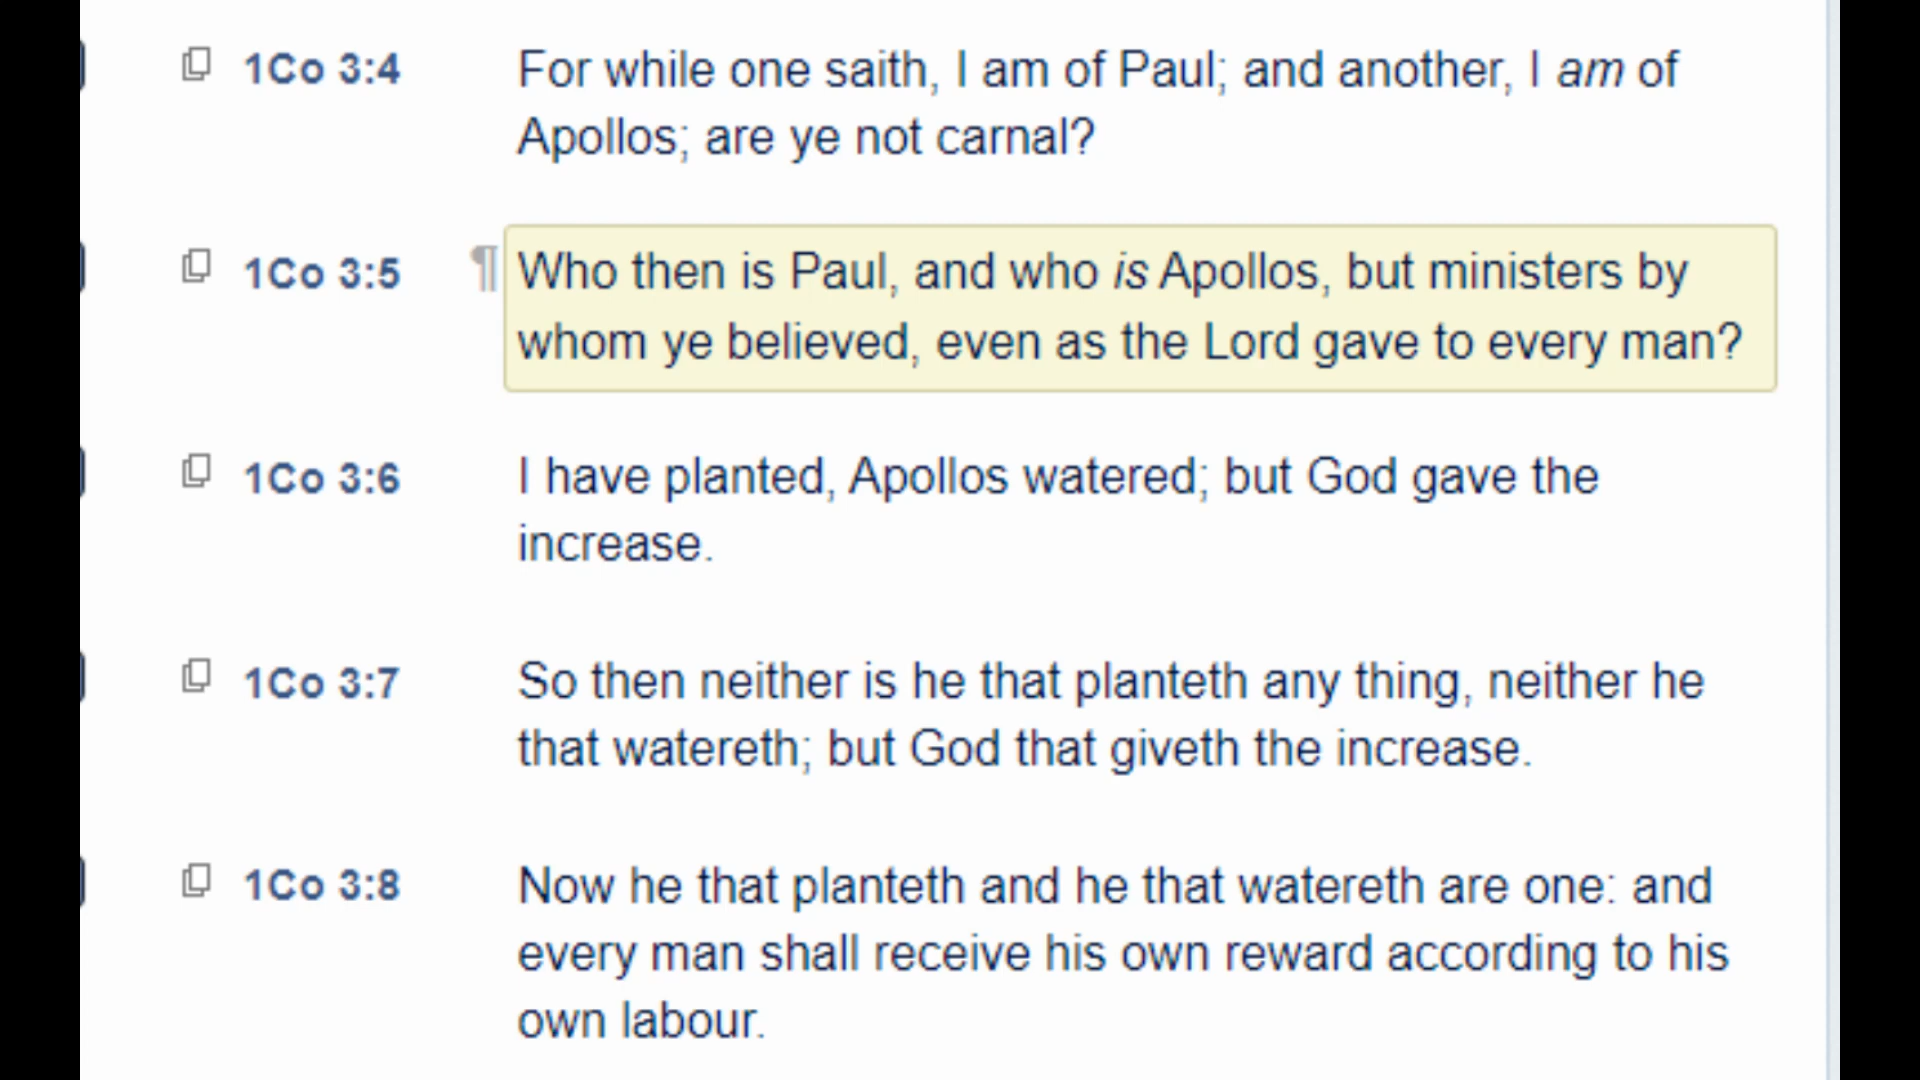 1Co 3:4 For while one saith, I am of Paul; and another, I am of
Apollos; are ye not carnal?
1Co 3:5 ¶ Who then is Paul, and who is Apollos, but ministers by
whom ye believed, even as the Lord gave to every man?
1Co 3:6 I have planted, Apollos watered; but God gave the
increase.
1Co 3:7 So then neither is he that planteth any thing, neither he
that watereth; but God that giveth the increase.
1Co 3:8 Now he that planteth and he that watereth are one: and
every man shall receive his own reward according to his
own labour.